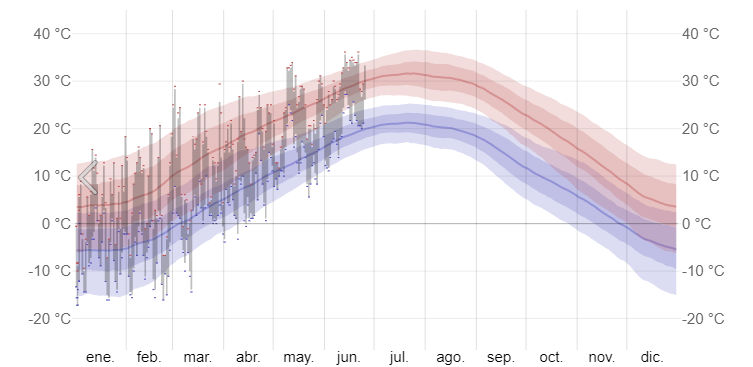 40 °C 40 °C
30 °C 30 °C
20 °C 20 °C
10 °C 10 °C
0 °C 0 °C
-10 °C -10 °C
-20 °C -20 °C
ene. feb. mar. abr. may. jun. jul. ago. sep. oct. nov. dic.